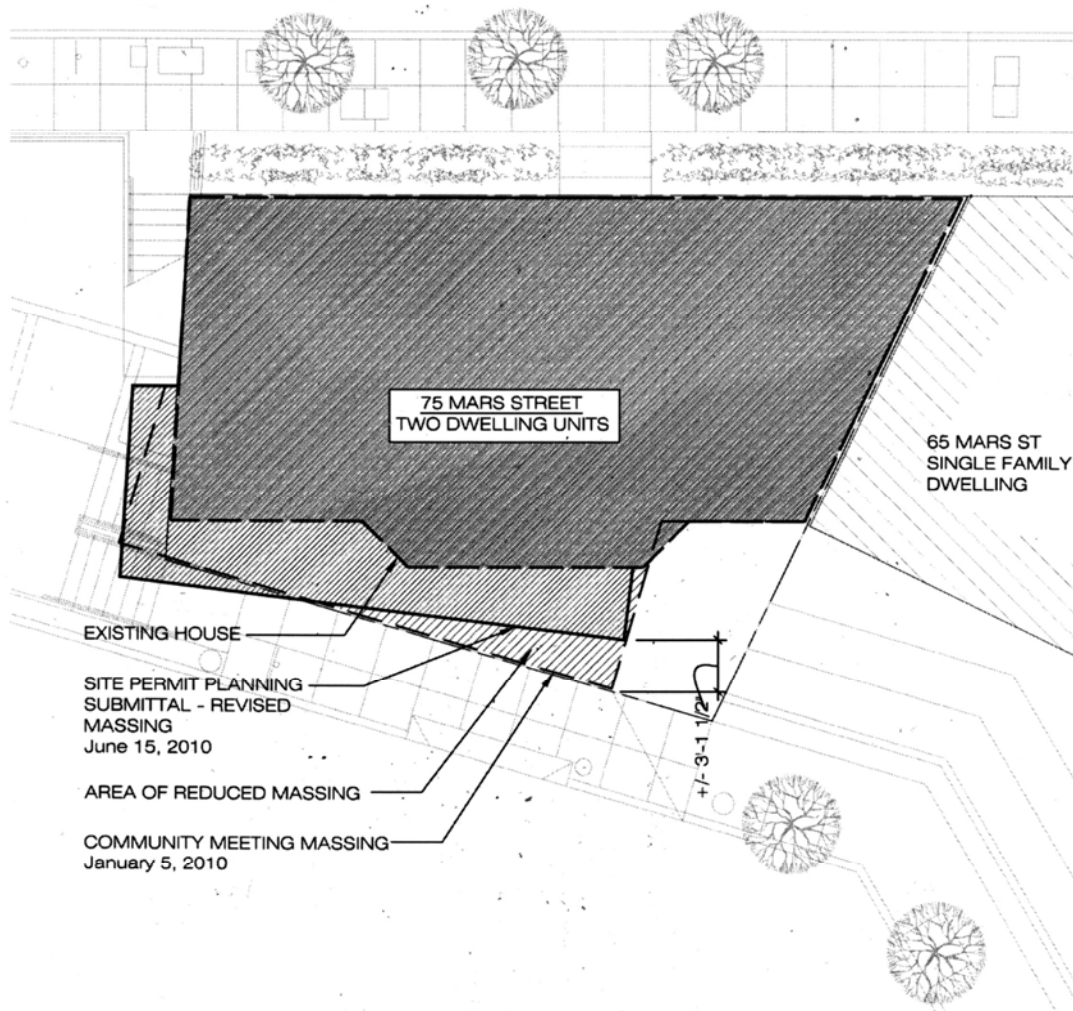 75 MARS STREET
TWO DWELLING UNITS
65 MARS ST
SINGLE FAMILY
DWELLING
EXISTING HOUSE
SITE PERMIT PLANNING
SUBMITTAL - REVISED
MASSING
June 15, 2010
AREA OF REDUCED MASSING
COMMUNITY MEETING MASSING
January 5, 2010
+/- 3'-1 1/2"